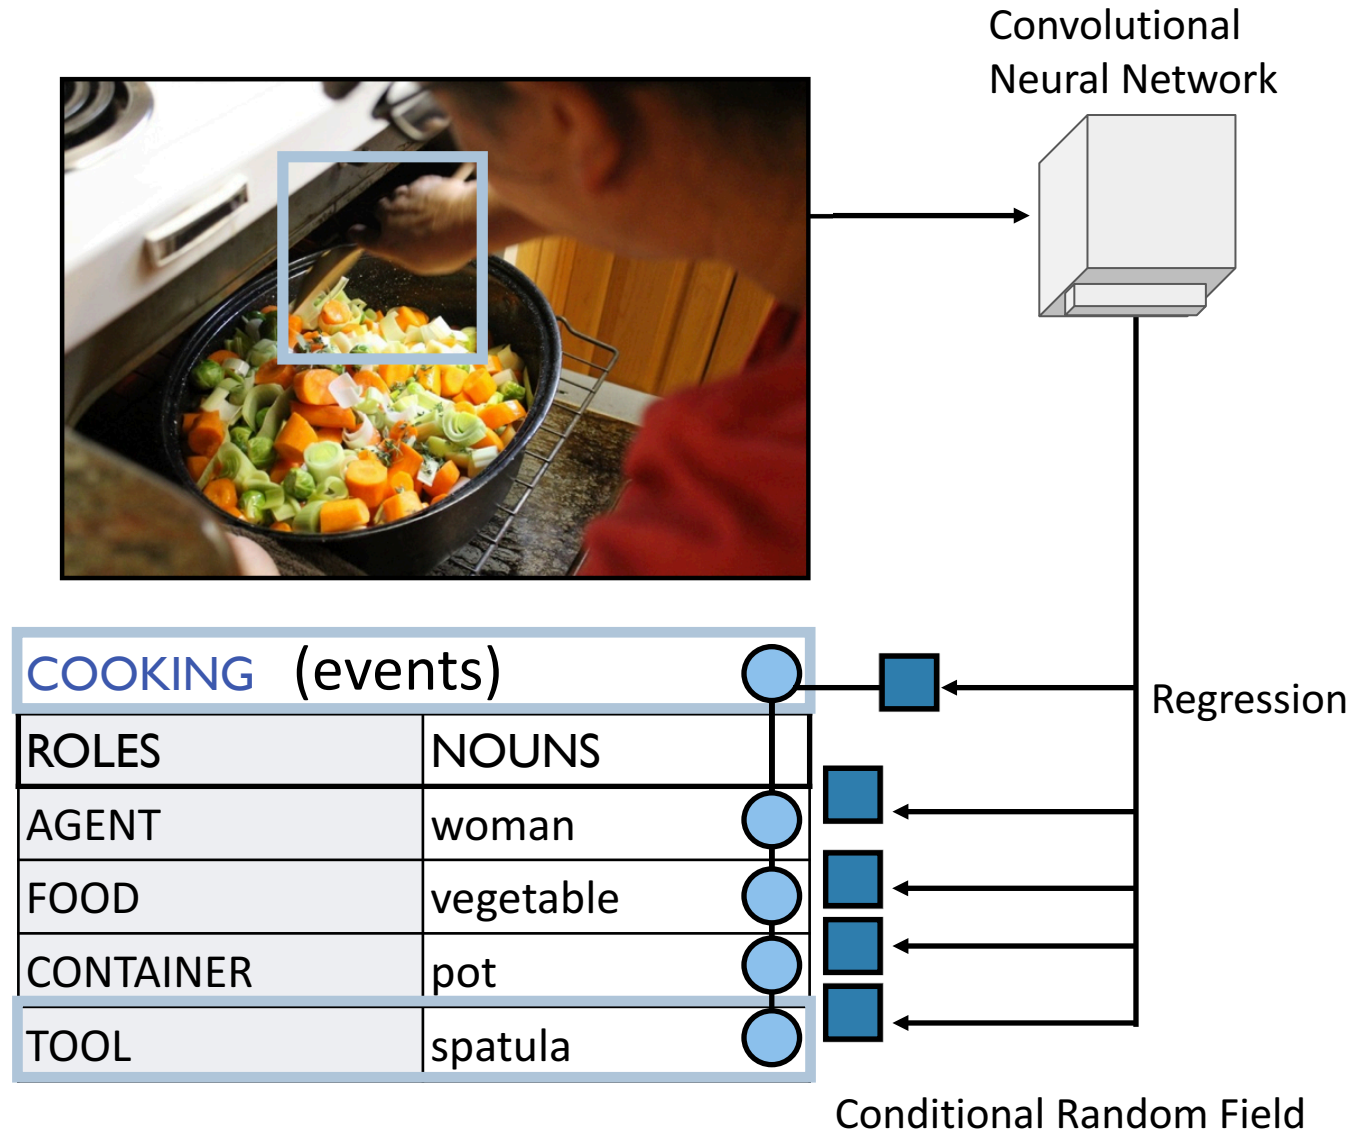 Convolutional
Neural Network
COOKING (events)
Regression
ROLES NOUNS
AGENT woman
FOOD vegetable
CONTAINER pot
TOOL spatula
Conditional Random Field